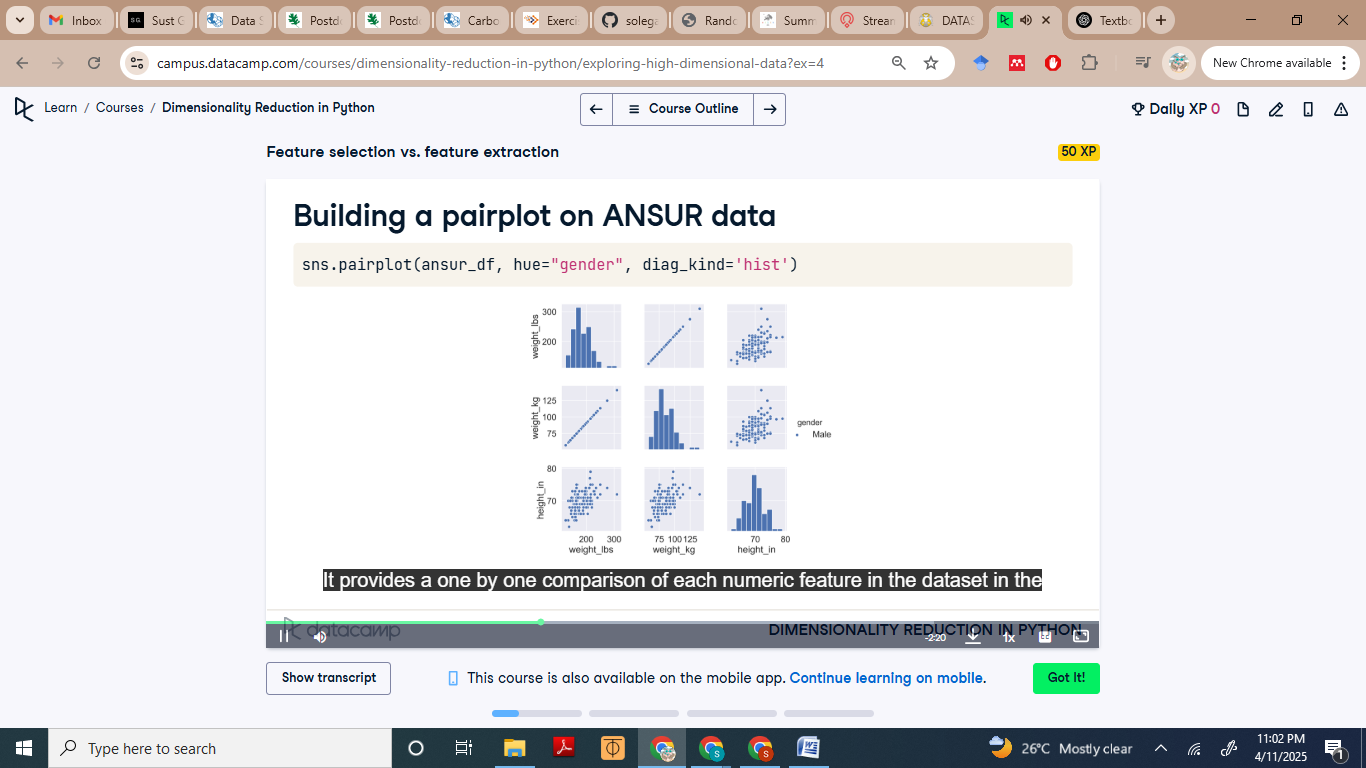 Inbox
Sust G
Data S
Postdo
Postdo
Carbo
Exerci
solega
Rando
Summ
Stream
DATAS
Textbo
campus.datacamp.com/courses/dimensionality-reduction-in-python/exploring-high-dimensional-data?ex=4
New Chrome available
Learn / Courses / Dimensionality Reduction in Python
Course Outline
Daily XP 0
Feature selection vs. feature extraction
50 XP
Building a pairplot on ANSUR data
sns.pairplot(ansur_df, hue="gender", diag_kind='hist')
weight_lbs
300
200
weight_kg
125
100
75
gender
Male
height_in
80
70
200 300
75 100 125
70 80
weight_lbs
weight_kg
height_in
It provides a one by one comparison of each numeric feature in the dataset in the
datacamp
DIMENSIONALITY REDUCTION IN PYTHON
-2:20
1x
Show transcript
This course is also available on the mobile app. Continue learning on mobile.
Got It!
Type here to search
26°C Mostly clear
11:02 PM
4/11/2025
1